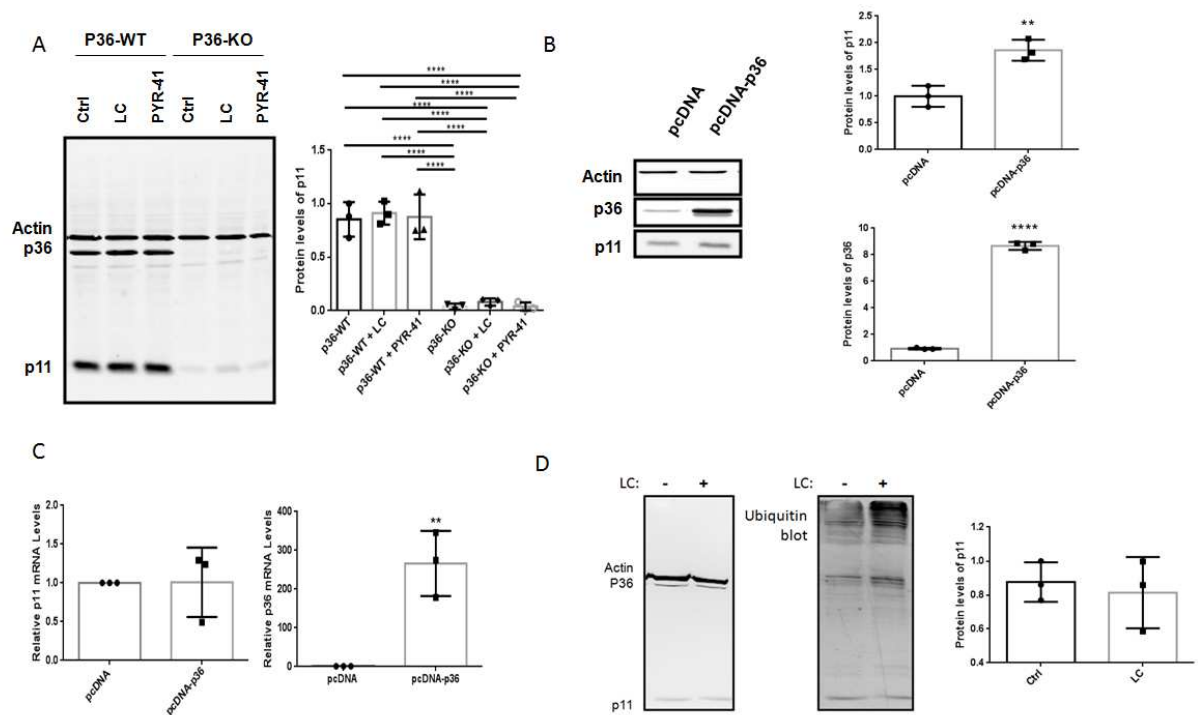 A
P36-WT P36-KO
Ctrl LC PYR-41 Ctrl LC PYR-41
Actin
p36
p11
**** 
****
****
****
****
****
****
****
****
Protein levels of p11
1.5
1.0
0.5
0.0
p36-WT
p36-WT + LC
p36-WT + PYR-41
p36-KO
p36-KO + LC
p36-KO + PYR-41
B
pcDNA pcDNA-p36
Actin
p36
p11
**
Protein levels of p11
2.5
2.0
1.5
1.0
0.5
0.0
pcDNA
pcDNA-p36
****
Protein levels of p36
10
8
6
4
2
0
pcDNA
pcDNA-p36
C
Relative p11 mRNA Levels
2.0
1.5
1.0
0.5
0.0
pcDNA
pcDNA-p36
**
Relative p36 mRNA Levels
400
300
200
100
0
pcDNA
pcDNA-p36
D
LC: - +
Actin
P36
p11
LC: - +
Ubiquitin
blot
Protein levels of p11
1.2
1.0
0.8
0.6
0.4
Ctrl
LC